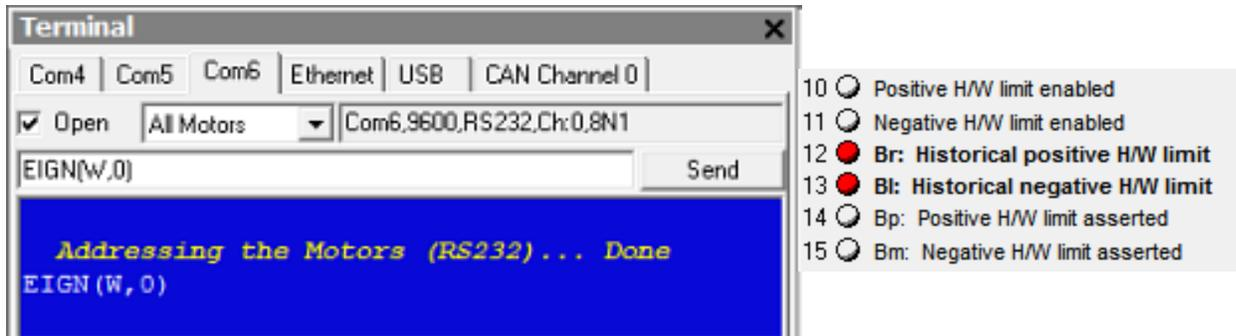 Terminal
Com4 Com5 Com6 Ethernet USB CAN Channel 0
Open All Motors Com6,9600,RS232,Ch:0,8N1
EIGN(W,0) Send
Addressing the Motors (RS232)... Done
EIGN(W,0)
10 Positive H/W limit enabled
11 Negative H/W limit enabled
12 Br: Historical positive H/W limit
13 Bl: Historical negative H/W limit
14 Bp: Positive H/W limit asserted
15 Bm: Negative H/W limit asserted